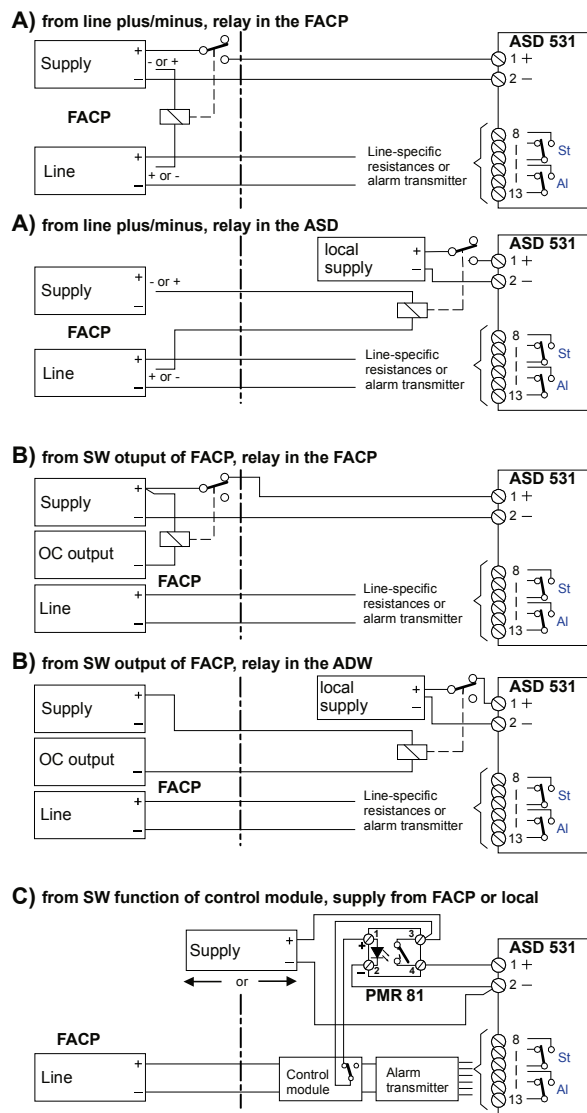 A) from line plus/minus, relay in the FACP
ASD 531
Supply
+
- or +
–
FACP
1 +
2 –
Line
+
+ or -
–
Line-specific
resistances or
alarm transmitter
8
13
St
Al
A) from line plus/minus, relay in the ASD
ASD 531
local
supply
+
–
1 +
2 –
Supply
- or +
FACP
Line
+ or -
Line-specific
resistances or
alarm transmitter
8
13
St
Al
B) from SW otuput of FACP, relay in the FACP
ASD 531
Supply
+
–
1 +
2 –
OC output
–
FACP
Line
+
–
Line-specific
resistances or
alarm transmitter
8
13
St
Al
B) from SW output of FACP, relay in the ADW
ASD 531
local
supply
+
–
1 +
2 –
Supply
+
–
OC output
–
FACP
Line
+
–
Line-specific
resistances or
alarm transmitter
8
13
St
Al
C) from SW function of control module, supply from FACP or local
ASD 531
Supply
+
–
or
+
–
1
2
3
4
PMR 81
1 +
2 –
FACP
Line
+
–
Control
module
Alarm
transmitter
8
13
St
Al